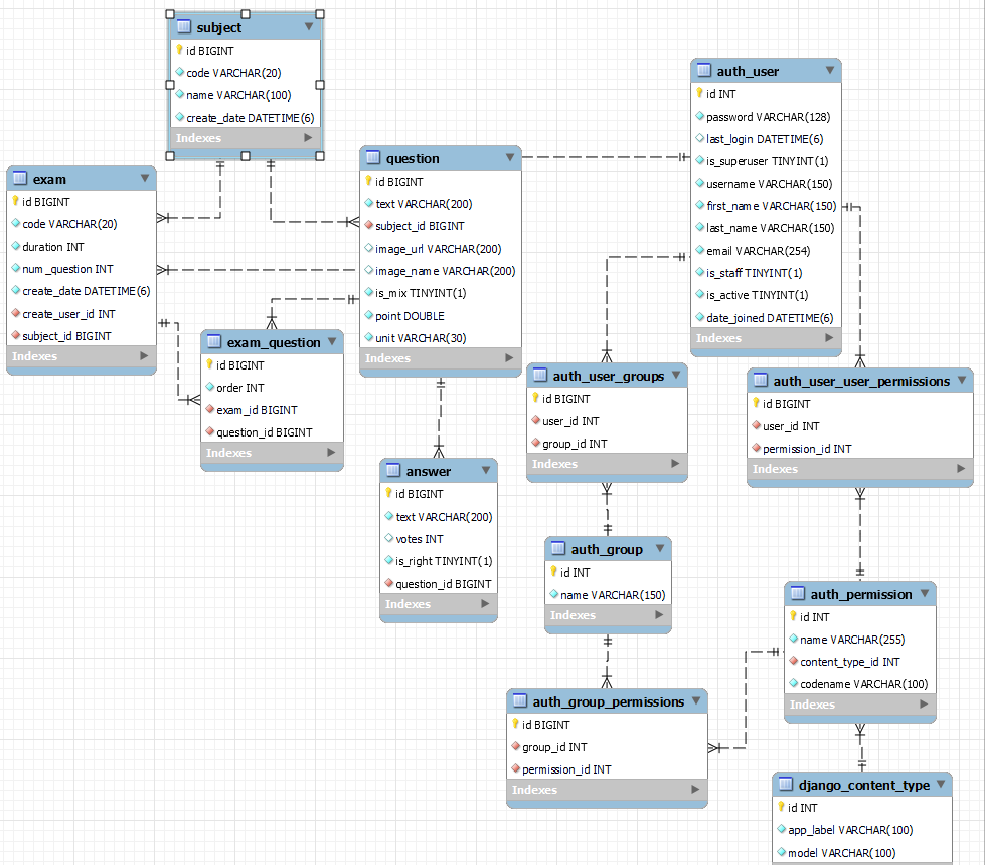 subject
id BIGINT
code VARCHAR(20)
name VARCHAR(100)
create_date DATETIME(6)
Indexes
exam
id BIGINT
code VARCHAR(20)
duration INT
num_question INT
create_date DATETIME(6)
create_user_id INT
subject_id BIGINT
Indexes
question
id BIGINT
text VARCHAR(200)
subject_id BIGINT
image_url VARCHAR(200)
image_name VARCHAR(200)
is_mix TINYINT(1)
point DOUBLE
unit VARCHAR(30)
Indexes
auth_user
id INT
password VARCHAR(128)
last_login DATETIME(6)
is_superuser TINYINT(1)
username VARCHAR(150)
first_name VARCHAR(150)
last_name VARCHAR(150)
email VARCHAR(254)
is_staff TINYINT(1)
is_active TINYINT(1)
date_joined DATETIME(6)
Indexes
exam_question
id BIGINT
order INT
exam_id BIGINT
question_id BIGINT
Indexes
answer
id BIGINT
text VARCHAR(200)
votes INT
is_right TINYINT(1)
question_id BIGINT
Indexes
auth_user_groups
id BIGINT
user_id INT
group_id INT
Indexes
auth_user_user_permissions
id BIGINT
user_id INT
permission_id INT
Indexes
auth_group
id INT
name VARCHAR(150)
Indexes
auth_permission
id INT
name VARCHAR(255)
content_type_id INT
codename VARCHAR(100)
Indexes
auth_group_permissions
id BIGINT
group_id INT
permission_id INT
Indexes
django_content_type
id INT
app_label VARCHAR(100)
model VARCHAR(100)